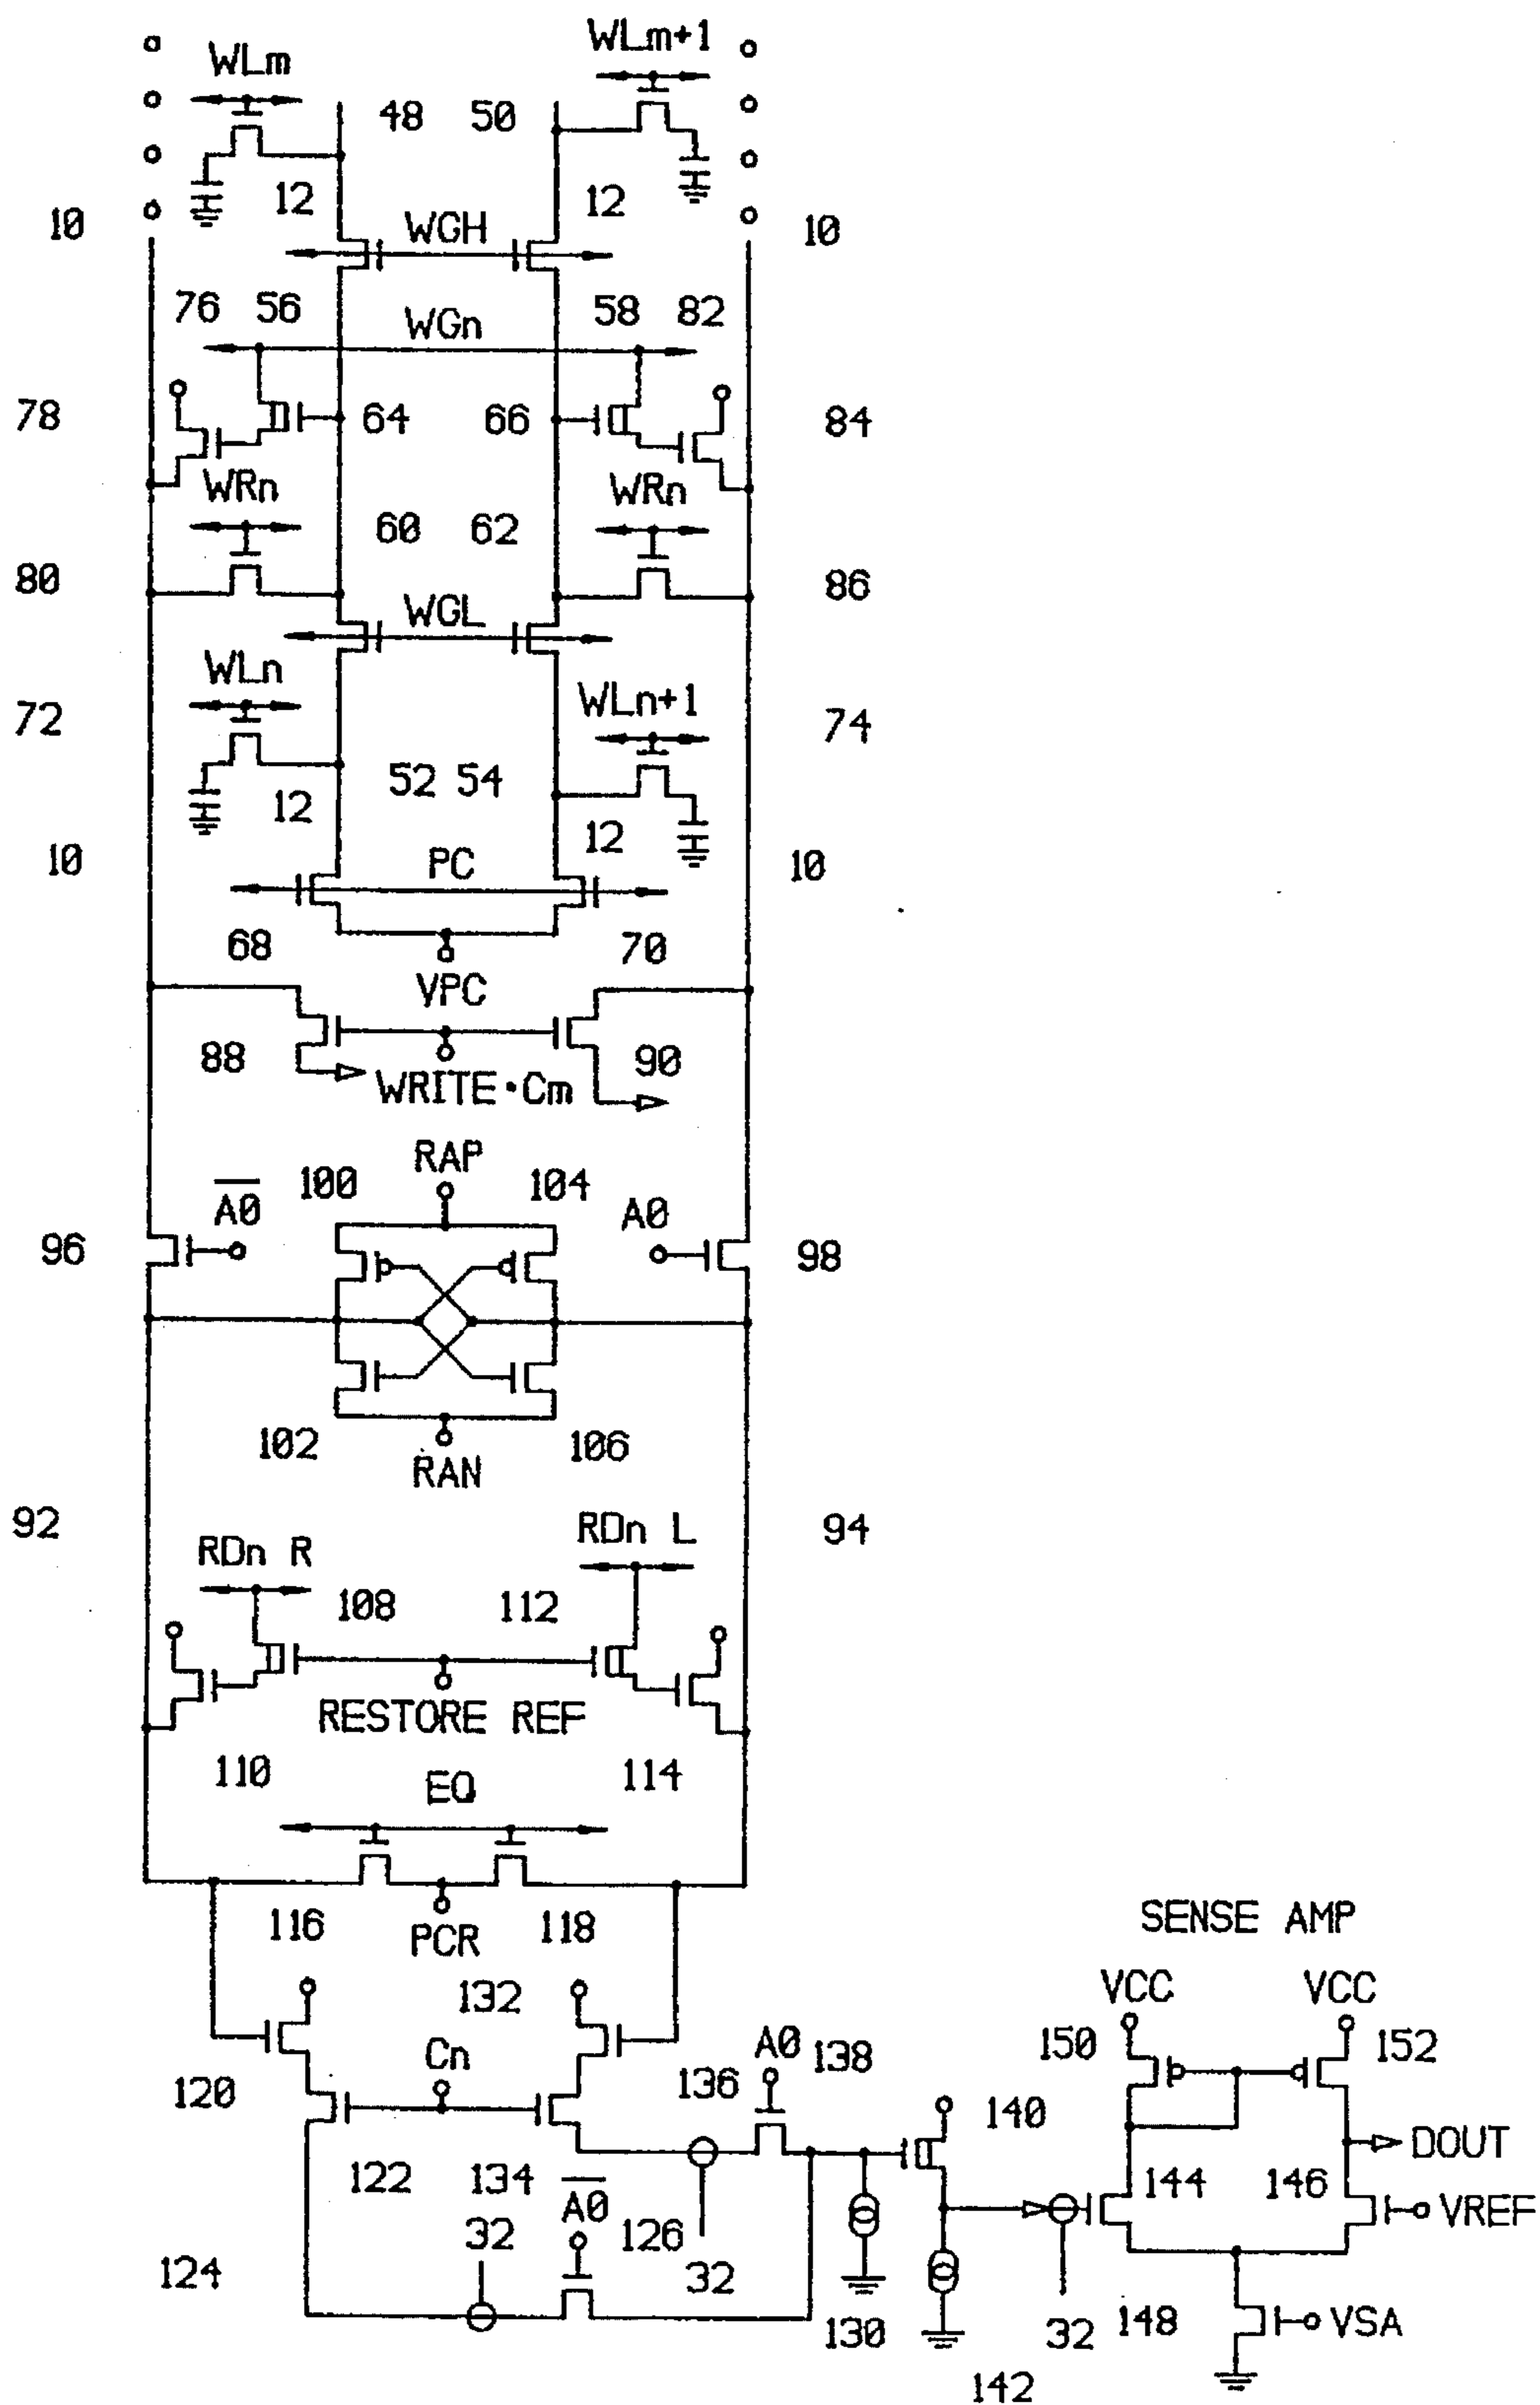 WLm WLm+1
48 50
12 12
10 WGH 10
76 56 WGn 58 82
78 64 66 84
WRn WRn
60 62
80 WGL 86
WLn WLn+1
72 74
52 54
12 12
10 PC 10
68 70
VPC
88 90
WRITE·Cm
RAP
100 104
A0 A0
96 98
102 106
RAN
92 94
RDn R RDn L
108 112
RESTORE REF
110 114
EQ
116 PCR 118
SENSE AMP
132 VCC VCC
Cn A0 138 150 152
120 136
140
DOUT
122 134 A0 144 146
32 126 VREF
124 32
130 32 148 VSA
142